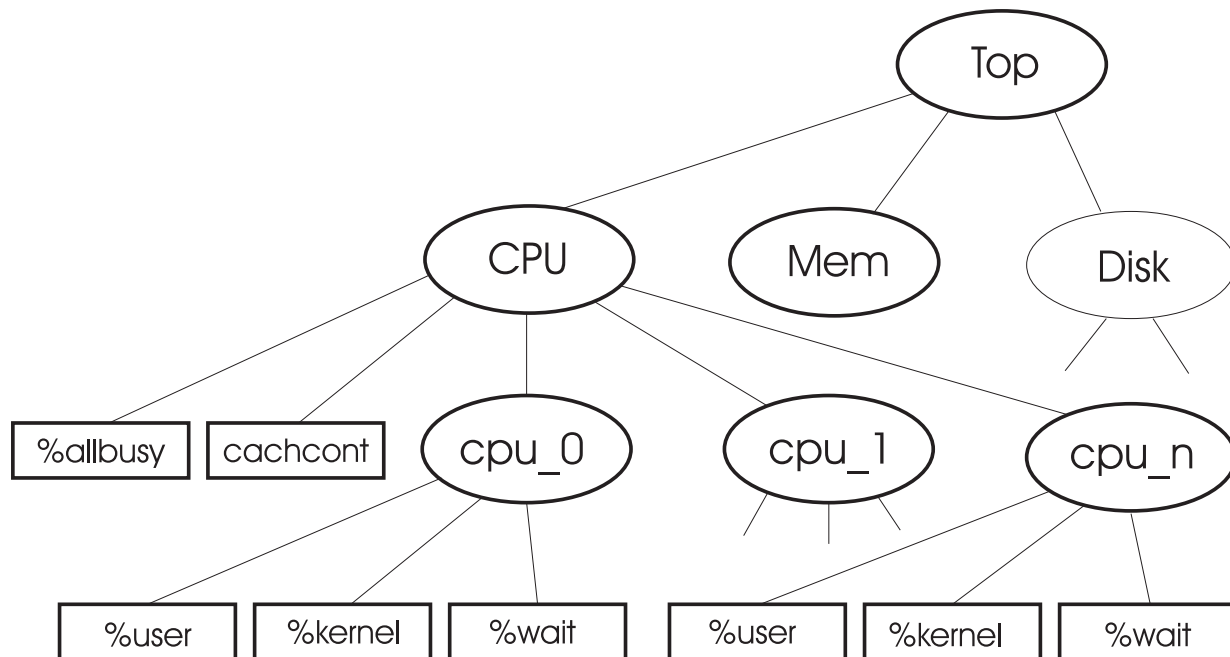 Top
CPU
Mem
Disk
%allbusy
cachcont
cpu_0
cpu_1
cpu_n
%user
%kernel
%wait
%user
%kernel
%wait